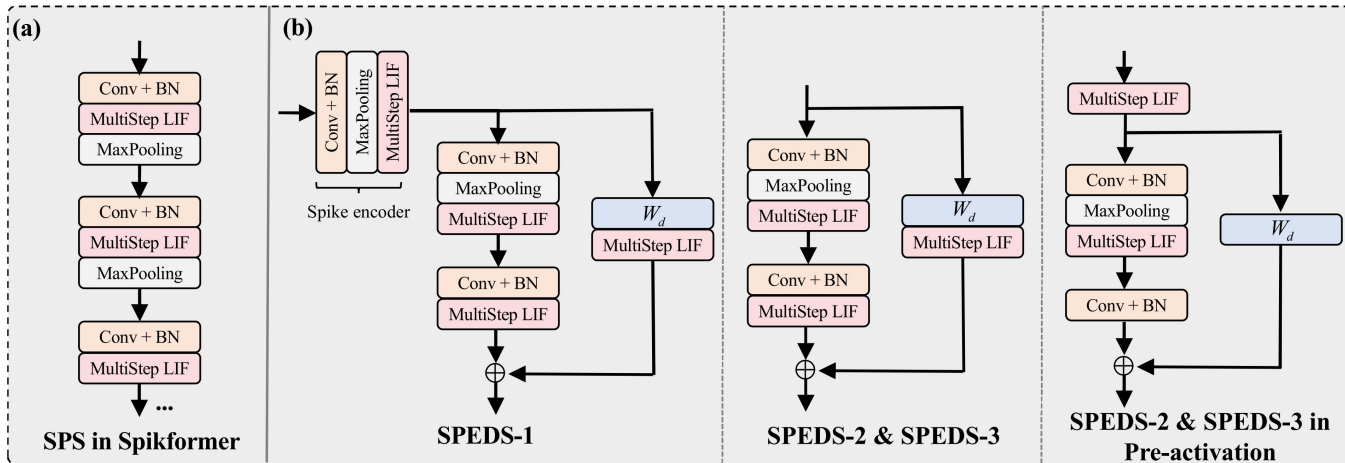 (a)
Conv + BN
MultiStep LIF
MaxPooling
Conv + BN
MultiStep LIF
MaxPooling
Conv + BN
MultiStep LIF
...
SPS in Spikformer
(b)
Conv + BN
MaxPooling
MultiStep LIF
Spike encoder
Conv + BN
MaxPooling
MultiStep LIF
Conv + BN
MultiStep LIF
W_d
MultiStep LIF
SPEDS-1
Conv + BN
MaxPooling
MultiStep LIF
Conv + BN
MultiStep LIF
W_d
MultiStep LIF
SPEDS-2 & SPEDS-3
MultiStep LIF
Conv + BN
MaxPooling
MultiStep LIF
Conv + BN
W_d
SPEDS-2 & SPEDS-3 in
Pre-activation